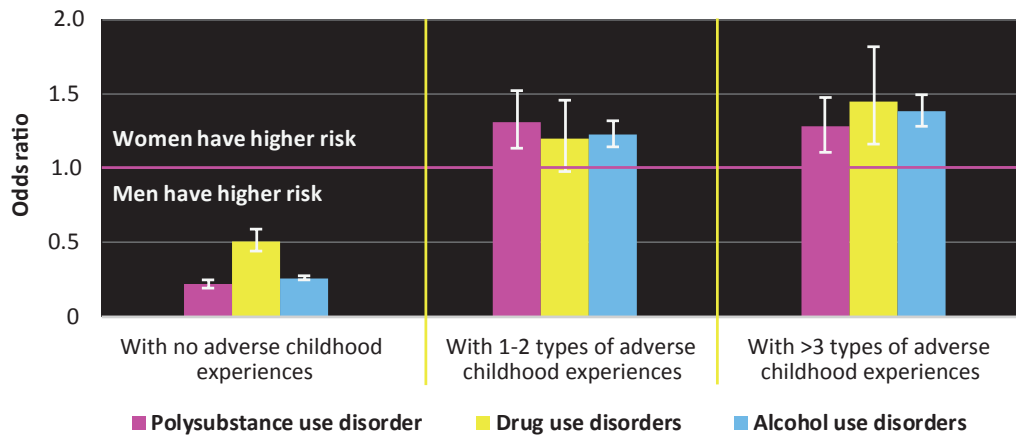 2.0
1.5
1.0
0.5
0
Odds ratio
Women have higher risk
Men have higher risk
With no adverse childhood
experiences
With 1-2 types of adverse
childhood experiences
With >3 types of adverse
childhood experiences
Polysubstance use disorder
Drug use disorders
Alcohol use disorders